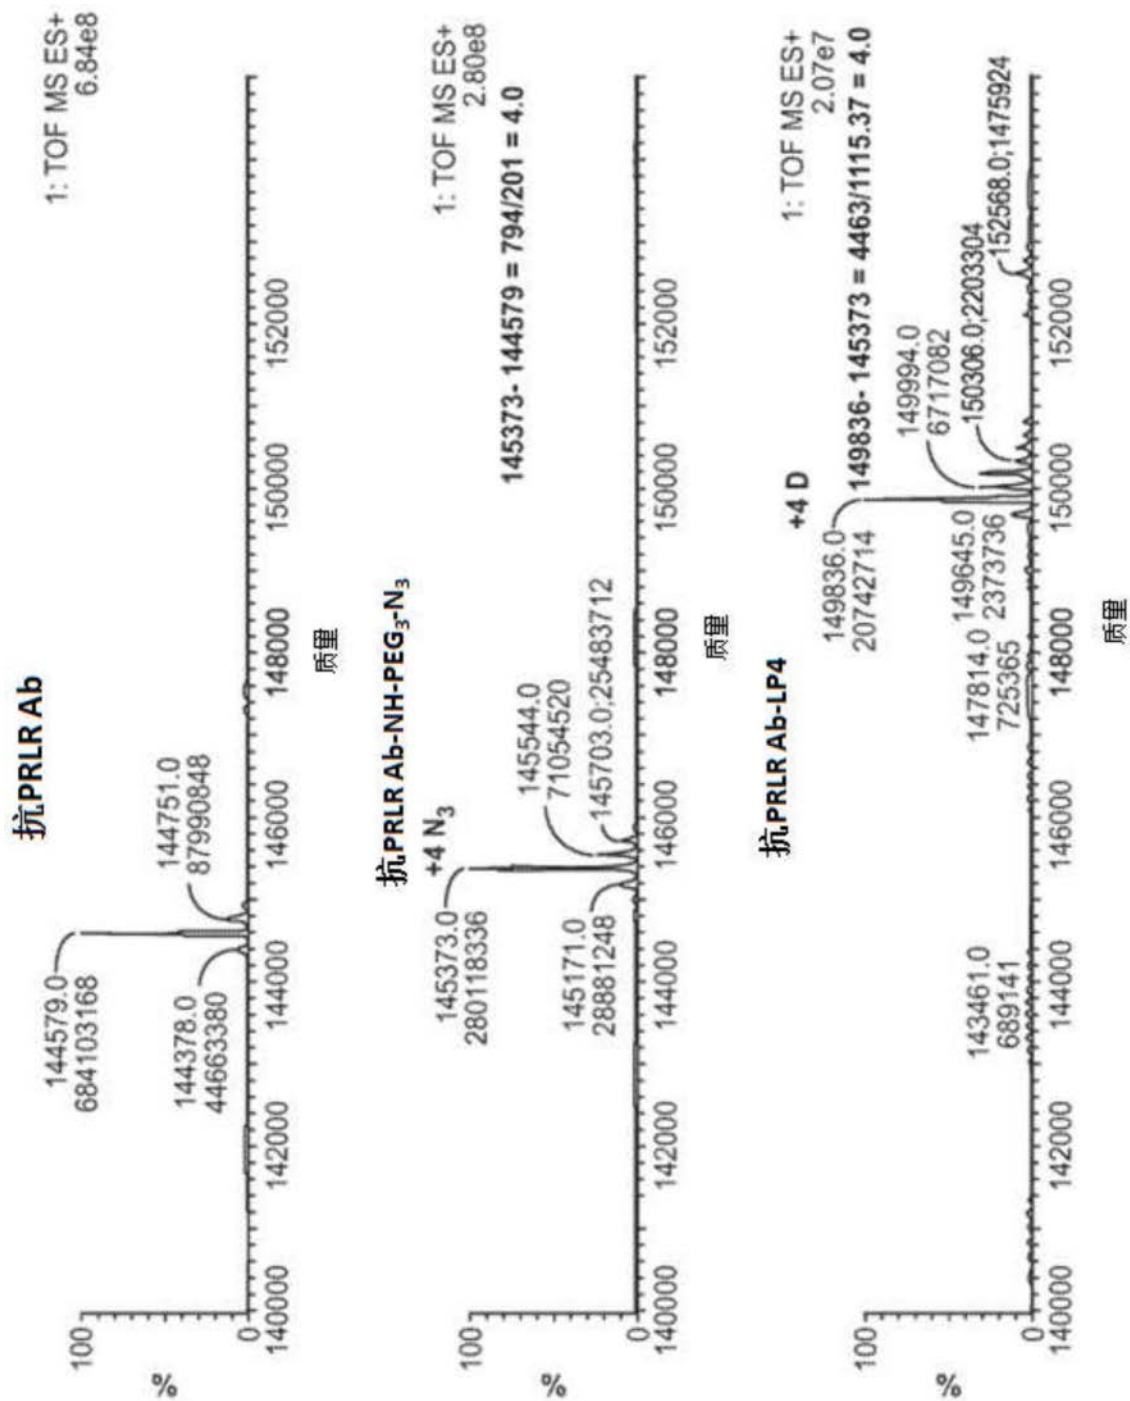 抗PRLR Ab
1: TOF MS ES+
6.84e8
144579.0
684103168
144751.0
87990848
144378.0
44663380
100
%
0
140000 142000 144000 146000 148000 150000 152000
质量
抗PRLR Ab-NH-PEG₃-N₃
1: TOF MS ES+
2.80e8
+4 N₃
145373- 144579 = 794/201 = 4.0
145373.0
280118336
145544.0
71054520
145703.0;25483712
145171.0
28881248
100
%
0
140000 142000 144000 146000 148000 150000 152000
质量
抗PRLR Ab-LP4
1: TOF MS ES+
2.07e7
+4 D
149836- 145373 = 4463/1115.37 = 4.0
149836.0
20742714
149994.0
6717082
150306.0;2203304
152568.0;1475924
149645.0
2373736
147814.0
725365
143461.0
689141
100
%
0
140000 142000 144000 146000 148000 150000 152000
质量